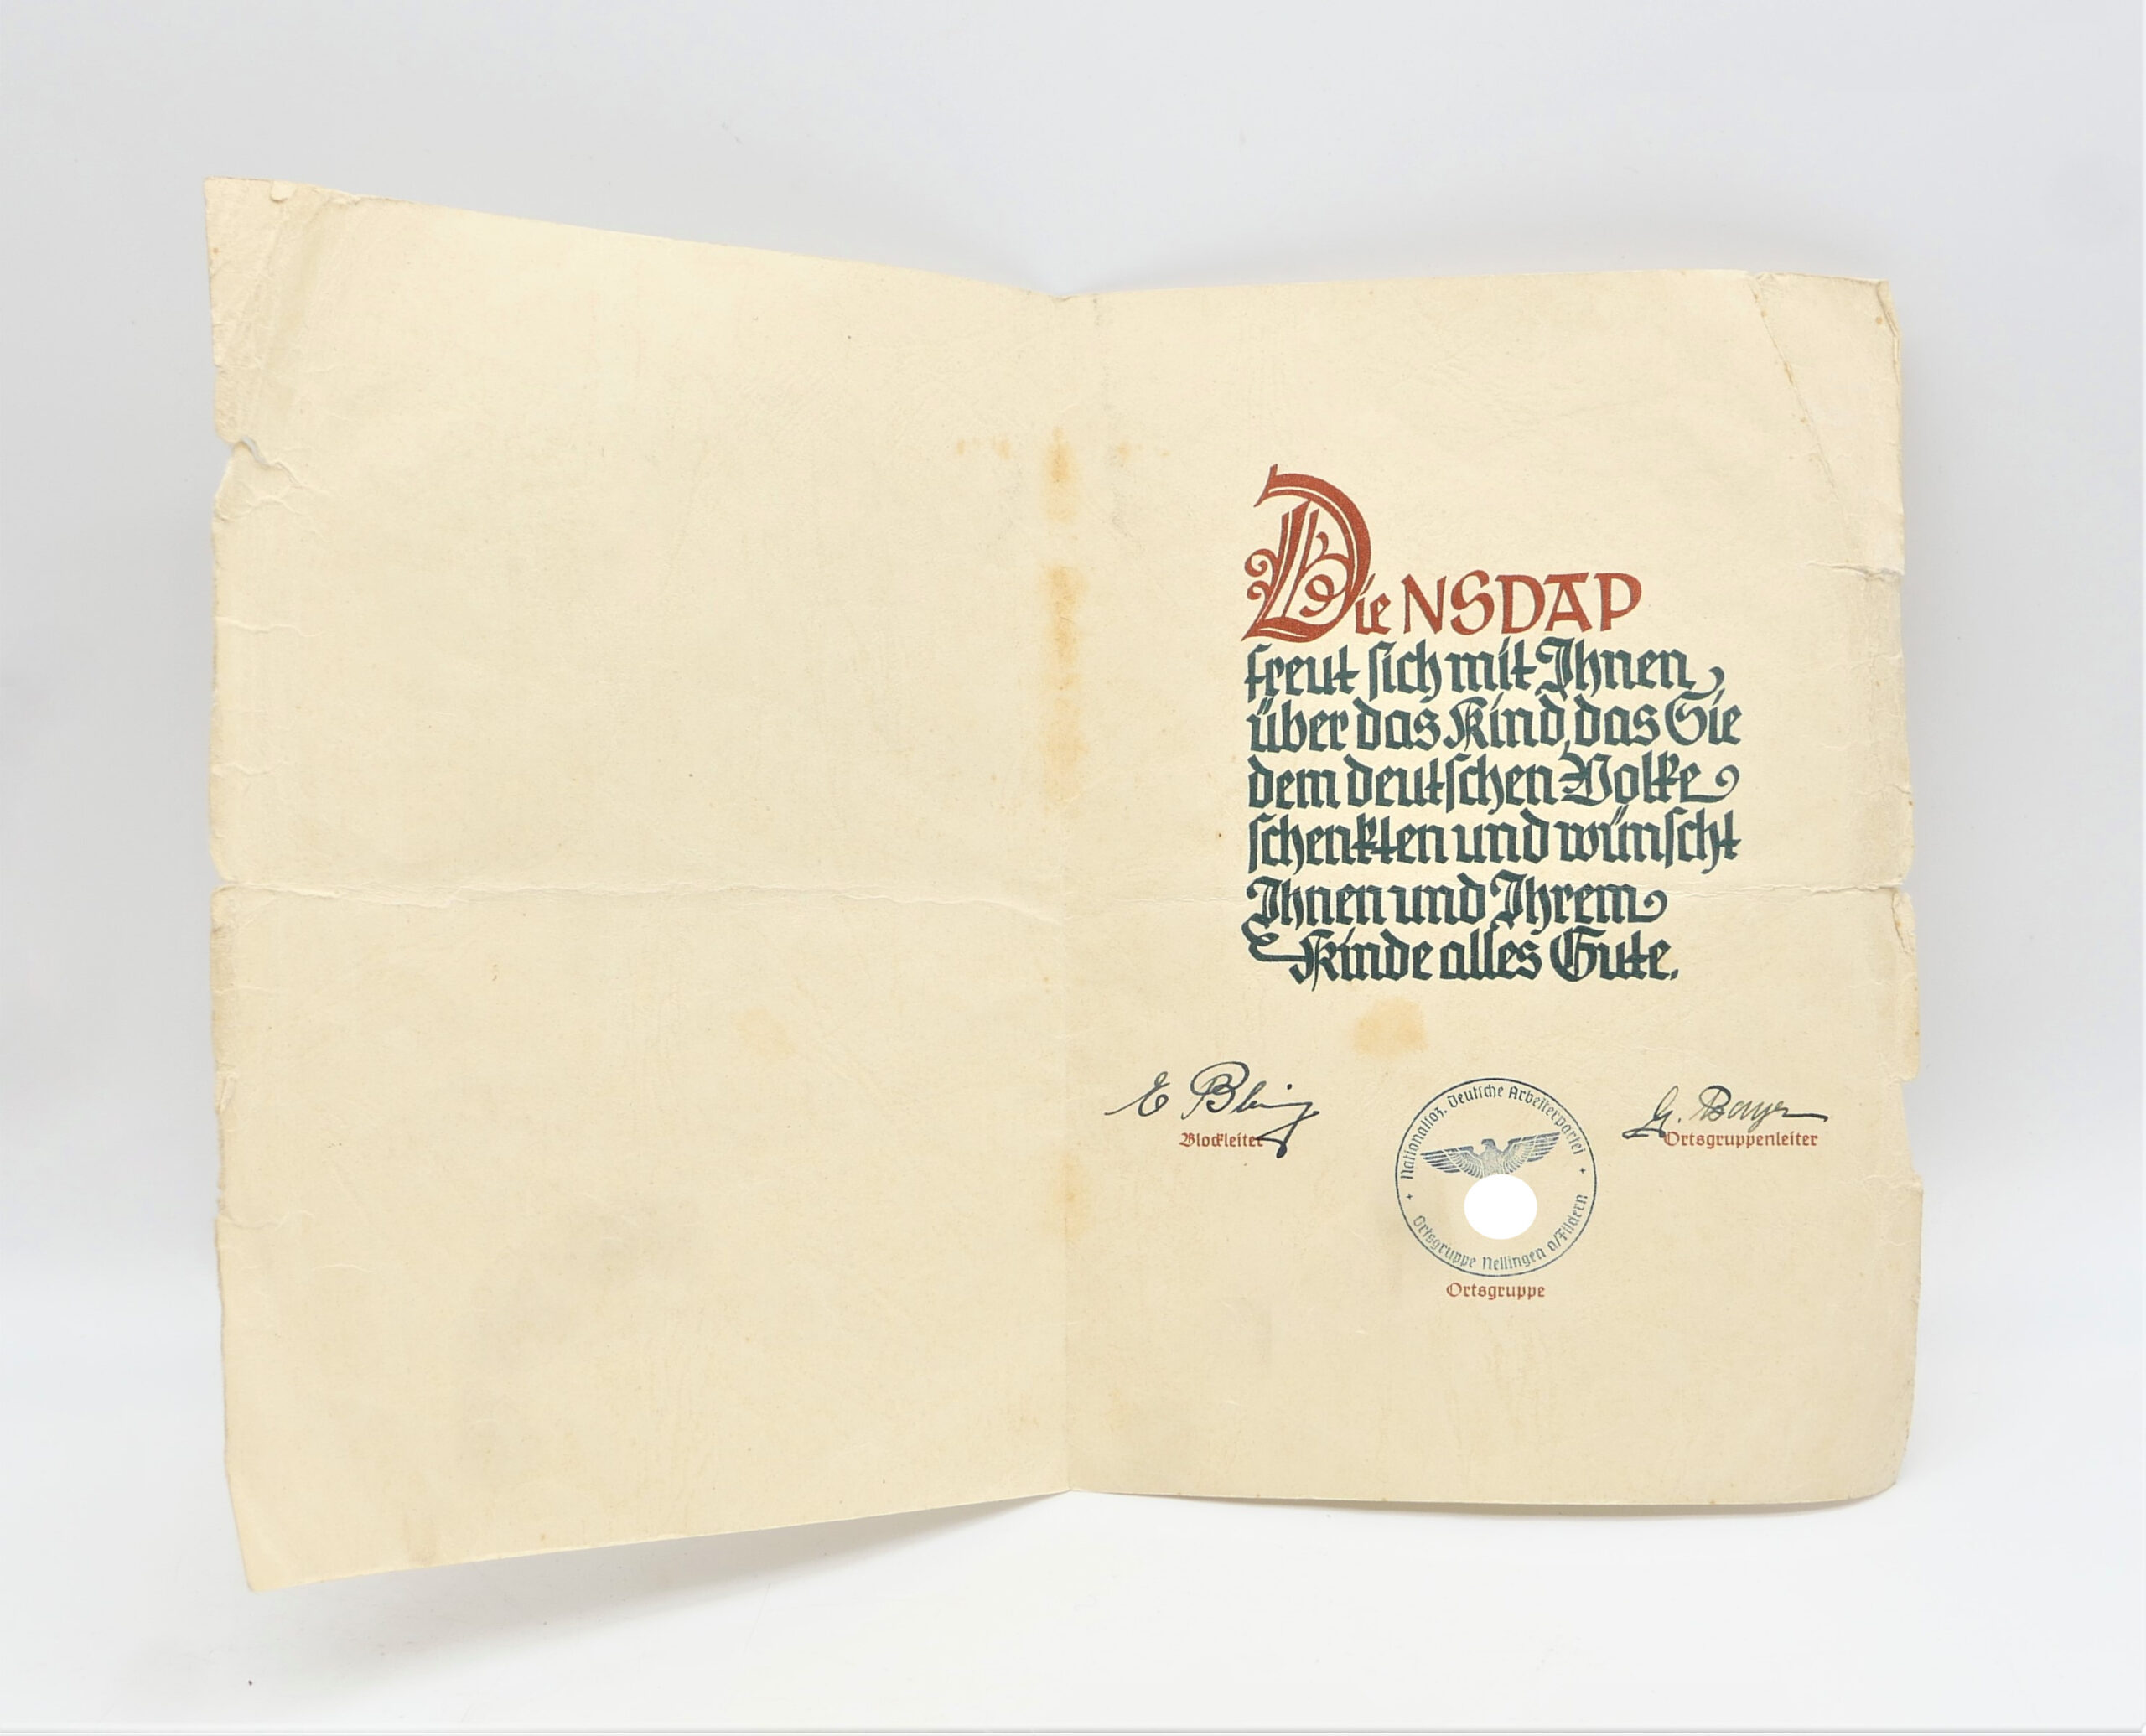 Die NSDAP
freut sich mit Ihnen
über das Kind, das Sie
dem deutschen Volke
schenkten und wünscht
Ihnen und Ihrem
Kinde alles Gute.
Blockleiter
G. Bayer
Ortsgruppenleiter
Nationalsoz. Deutsche Arbeiterpartei
Ortsgruppe Nellingen a/Fildern
Ortsgruppe